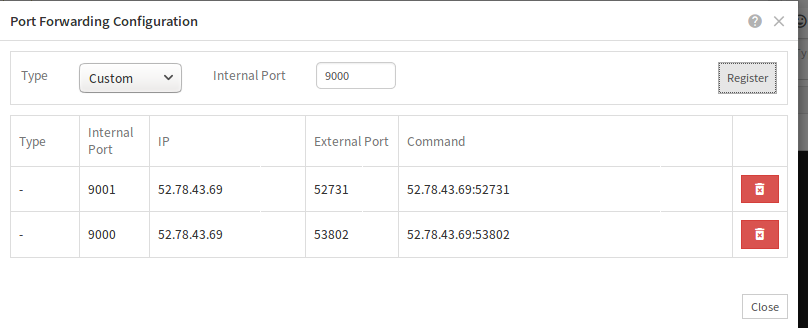 Port Forwarding Configuration
Type Custom Internal Port 9000 Register
Type Internal Port IP External Port Command
- 9001 52.78.43.69 52731 52.78.43.69:52731
- 9000 52.78.43.69 53802 52.78.43.69:53802
Close